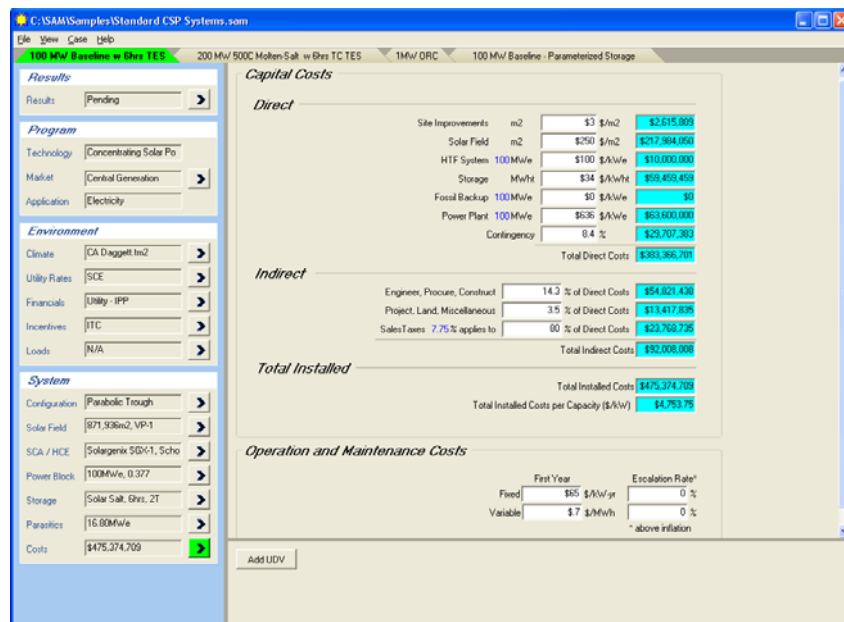 C:\SAM\Samples\Standard CSP Systems.sam
File View Case Help
100 MW Baseline w 6hrs TES 200 MW 500C Molten-Salt w 6hrs TC TES 1MW ORC 100 MW Baseline - Parameterized Storage
Results
Results Pending
Program
Technology Concentrating Solar Po
Market Central Generation
Application Electricity
Environment
Climate CA Daggett.tm2
Utility Rates SCE
Financials Utility - IPP
Incentives ITC
Loads N/A
System
Configuration Parabolic Trough
Solar Field 871,936m2, VP-1
SCA / HCE Solargenix SGX-1, Scho
Power Block 100MWe, 0.377
Storage Solar Salt, 6hrs, 2T
Parasitics 16.80MWe
Costs $475,374,709
Capital Costs
Direct
Site Improvements m2 $3 $/m2 $2,615,809
Solar Field m2 $250 $/m2 $217,984,050
HTF System 100MWe $100 $/kWe $10,000,000
Storage MWht $34 $/kWht $59,459,459
Fossil Backup 100MWe $0 $/kWe $0
Power Plant 100MWe $636 $/kWe $63,600,000
Contingency 8.4 % $29,707,383
Total Direct Costs $383,366,701
Indirect
Engineer, Procure, Construct 14.3 % of Direct Costs $54,821,438
Project, Land, Miscellaneous 3.5 % of Direct Costs $13,417,835
SalesTaxes 7.75% applies to 80 % of Direct Costs $23,768,735
Total Indirect Costs $92,008,008
Total Installed
Total Installed Costs $475,374,709
Total Installed Costs per Capacity ($/kW) $4,753.75
Operation and Maintenance Costs
First Year Escalation Rate*
Fixed $65 $/kW-yr 0 %
Variable $.7 $/MWh 0 %
* above inflation
Add UDV